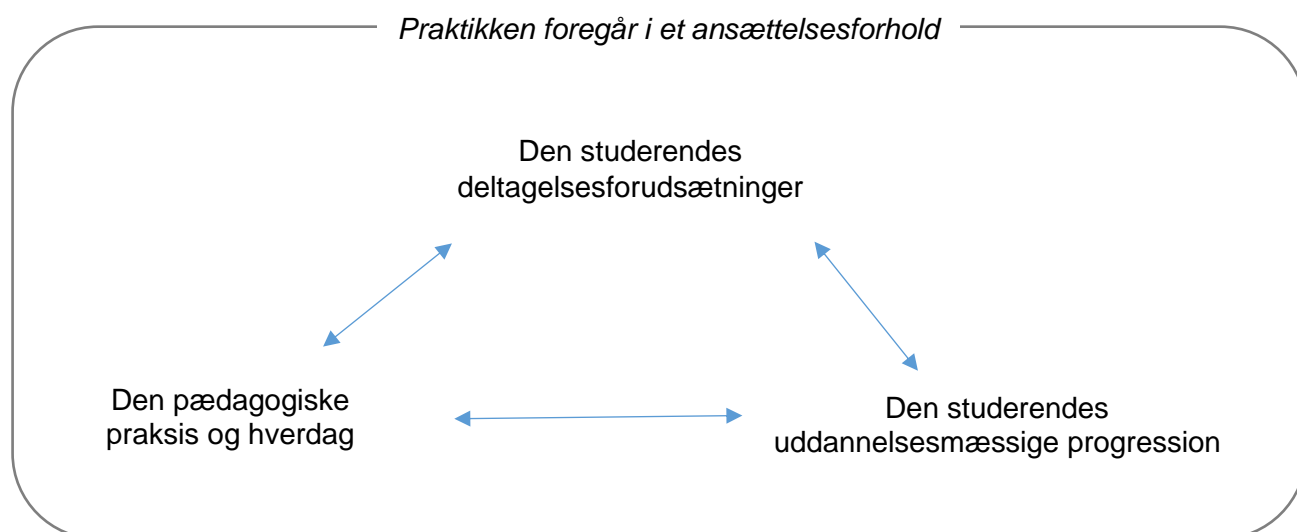 Praktikken foregår i et ansættelsesforhold
Den studerendes
deltagelsesforudsætninger
Den pædagogiske
praksis og hverdag
Den studerendes
uddannelsesmæssige progression